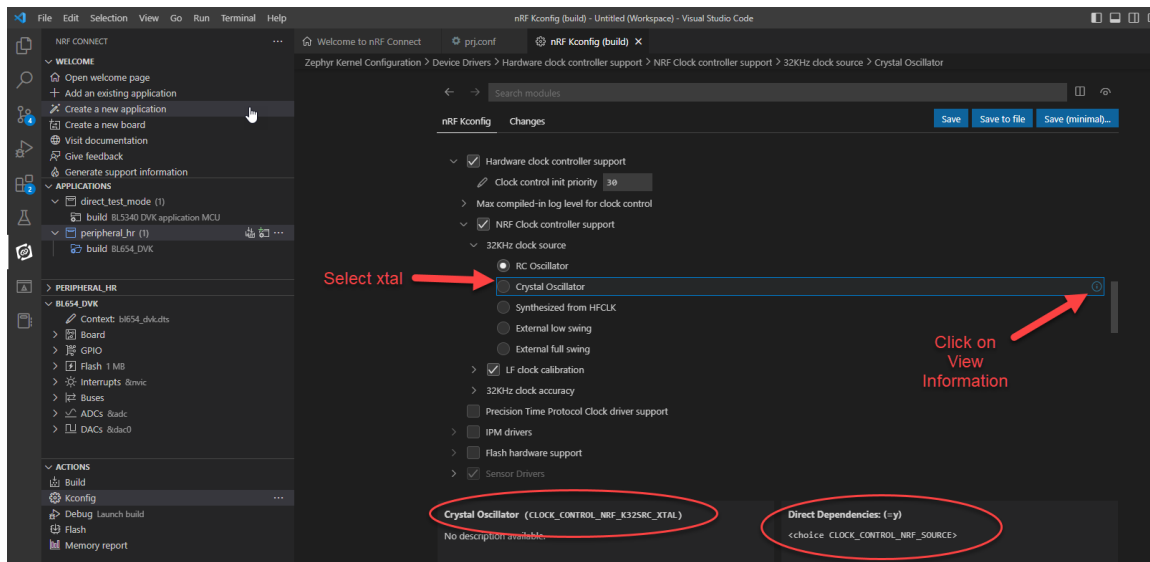 File Edit Selection View Go Run Terminal Help
nRF Kconfig (build) - Untitled (Workspace) - Visual Studio Code
NRF CONNECT
WELCOME
Open welcome page
Add an existing application
Create a new application
Create a new board
Visit documentation
Give feedback
Generate support information
APPLICATIONS
direct_test_mode (1)
build BL5340 DVK application MCU
peripheral_hr (1)
build BL654_DVK
PERIPHERAL_HR
BL654_DVK
Context: bl654_dvk.dts
Board
GPIO
Flash 1 MB
Interrupts &nvic
Buses
ADCs &adc
DACs &dac0
ACTIONS
Build
Kconfig
Debug Launch build
Flash
Memory report
4
2
Welcome to nRF Connect
prj.conf
nRF Kconfig (build)
Zephyr Kernel Configuration > Device Drivers > Hardware clock controller support > NRF Clock controller support > 32KHz clock source > Crystal Oscillator
Search modules
nRF Kconfig Changes
Save Save to file Save (minimal)...
Hardware clock controller support
Clock control init priority 30
Max compiled-in log level for clock control
NRF Clock controller support
32KHz clock source
RC Oscillator
Select xtal
Crystal Oscillator
Synthesized from HFCLK
External low swing
External full swing
Click on
View
Information
LF clock calibration
32KHz clock accuracy
Precision Time Protocol Clock driver support
IPM drivers
Flash hardware support
Sensor Drivers
Crystal Oscillator (CLOCK_CONTROL_NRF_K32SRC_XTAL)
No description available.
Direct Dependencies: (=y)
<choice CLOCK_CONTROL_NRF_SOURCE>